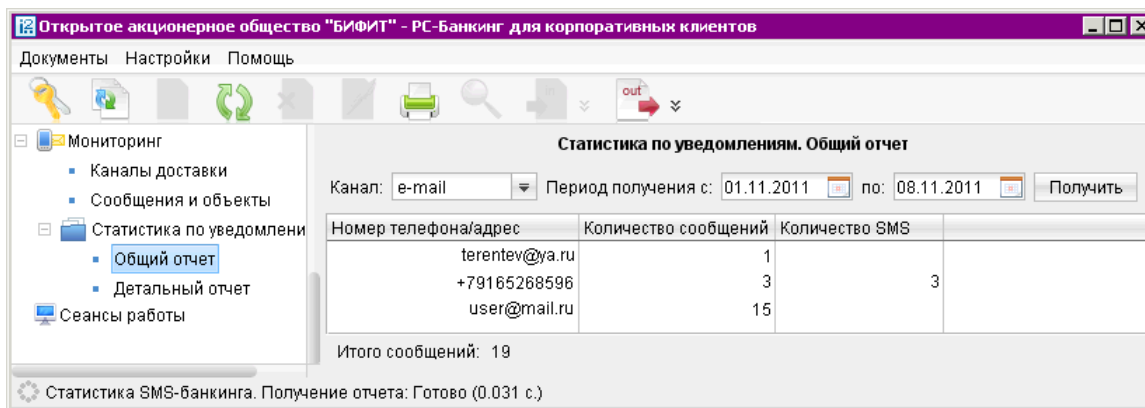 Открытое акционерное общество "БИФИТ" - РС-Банкинг для корпоративных клиентов
Документы Настройки Помощь
out
Мониторинг
Каналы доставки
Сообщения и объекты
Статистика по уведомлени
Общий отчет
Детальный отчет
Сеансы работы
Статистика по уведомлениям. Общий отчет
Канал: e-mail Период получения с: 01.11.2011 по: 08.11.2011 Получить
Номер телефона/адрес Количество сообщений Количество SMS
terentev@ya.ru 1
+79165268596 3 3
user@mail.ru 15
Итого сообщений: 19
Статистика SMS-банкинга. Получение отчета: Готово (0.031 с.)